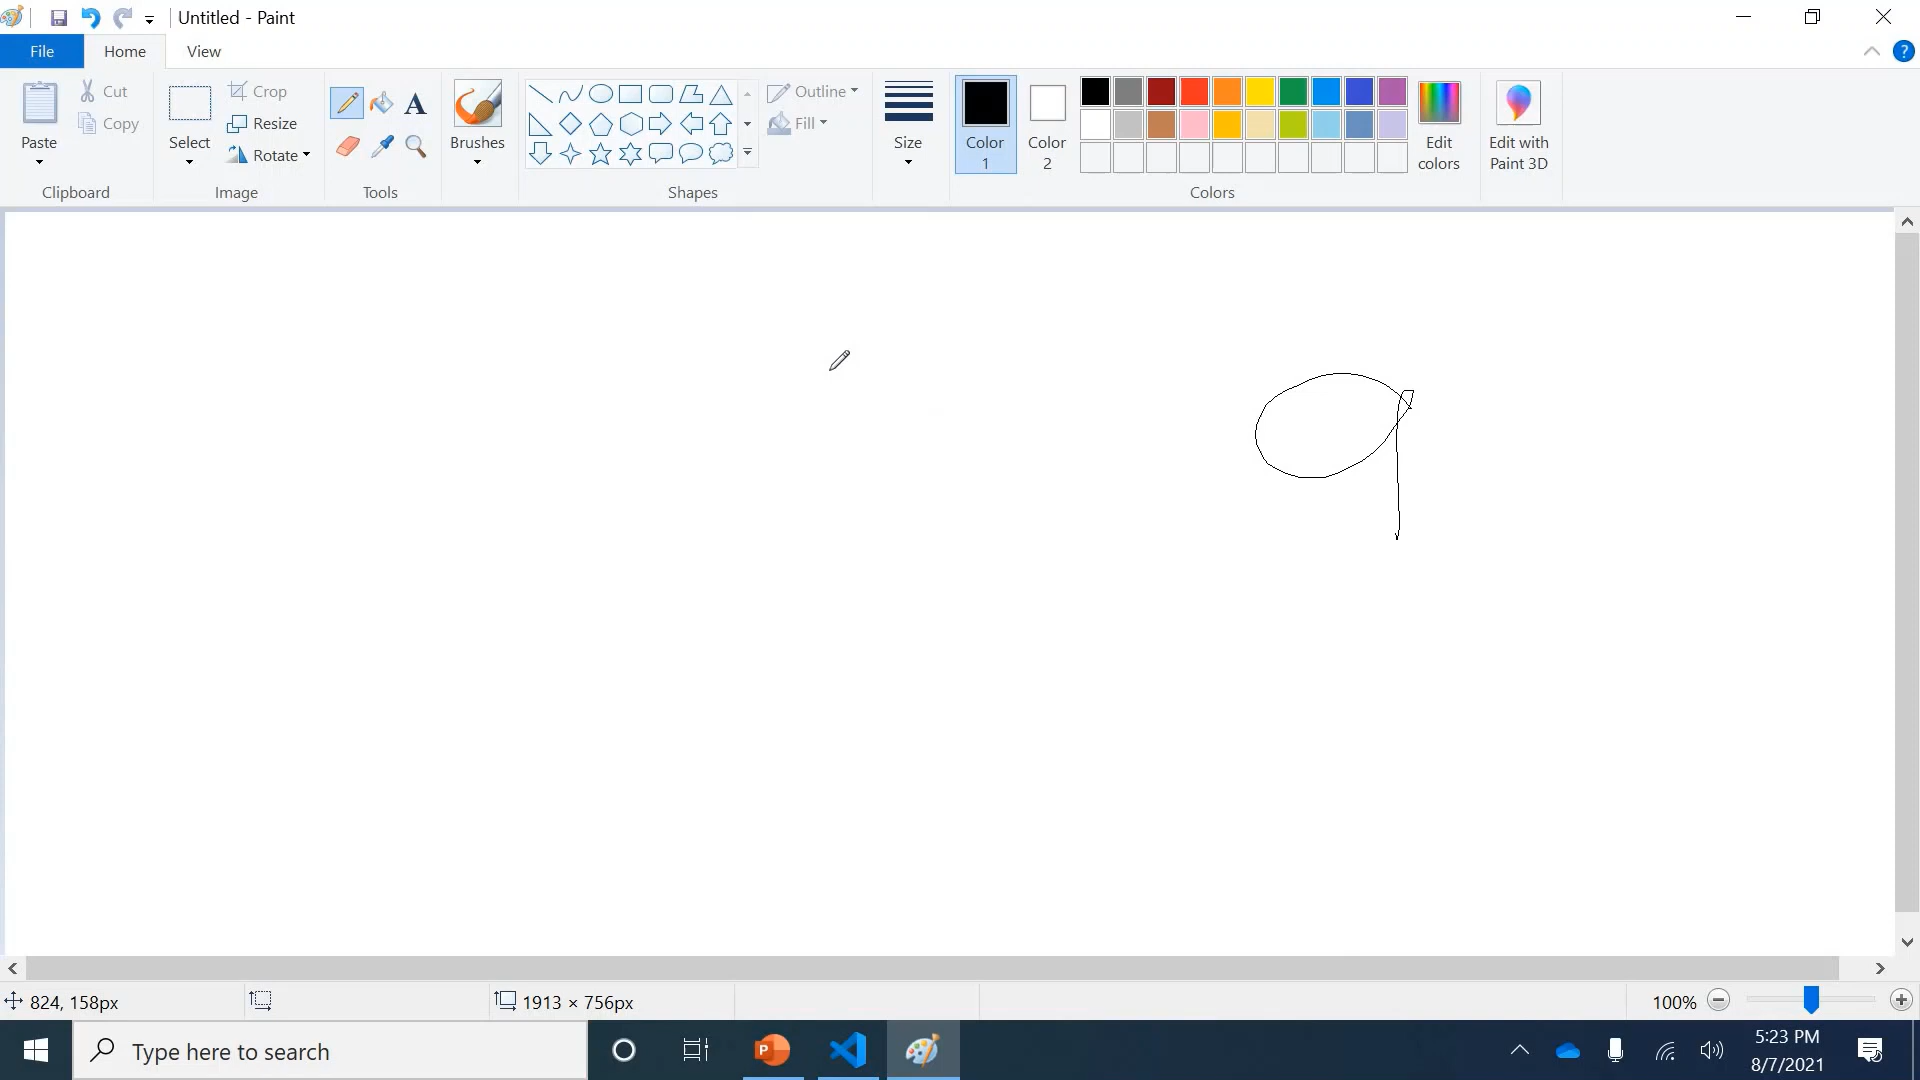 Untitled - Paint
File Home View
Paste Cut Copy Clipboard
Select Crop Resize Rotate Image
A Tools
Brushes
Shapes Outline Fill
Size
Color 1 Color 2 Edit colors Colors
Edit with Paint 3D
?
9
824, 158px 1913 × 756px 100%
Type here to search P 5:23 PM
8/7/2021